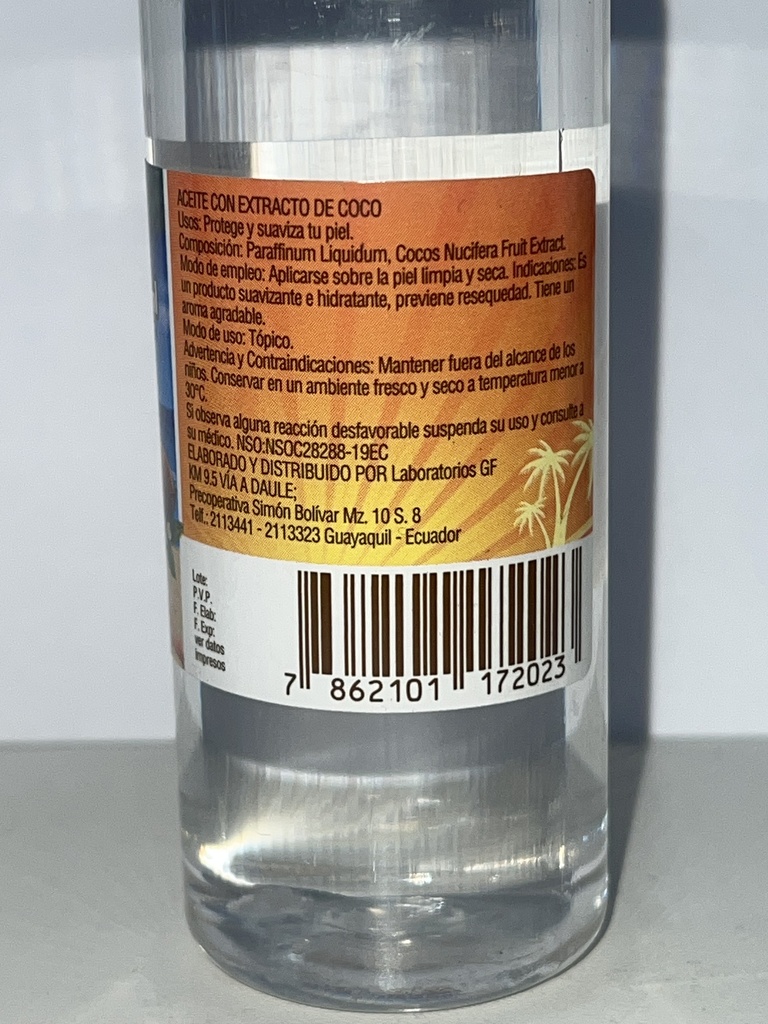 ACEITE CON EXTRACTO DE COCO
Usos: Protege y suaviza tu piel.
Composición: Paraffinum Liquidum, Cocos Nucifera Fruit Extract.
Modo de empleo: Aplicarse sobre la piel limpia y seca. Indicaciones: Es
un producto suavizante e hidratante, previene resequedad. Tiene un
aroma agradable.
Modo de uso: Tópico.
Advertencia y Contraindicaciones: Mantener fuera del alcance de los
niños. Conservar en un ambiente fresco y seco a temperatura menor a
30°C.
Si observa alguna reacción desfavorable suspenda su uso y consulte a
su médico. NSO:NSOC28288-19EC
ELABORADO Y DISTRIBUIDO POR Laboratorios GF
KM 9.5 VÍA A DAULE;
Precoperativa Simón Bolívar Mz. 10 S. 8
Telf.: 2113441 - 2113323 Guayaquil - Ecuador
Lote:
P.V.P.
F. Elab:
F. Exp:
ver datos
impresos
7 862101 172023